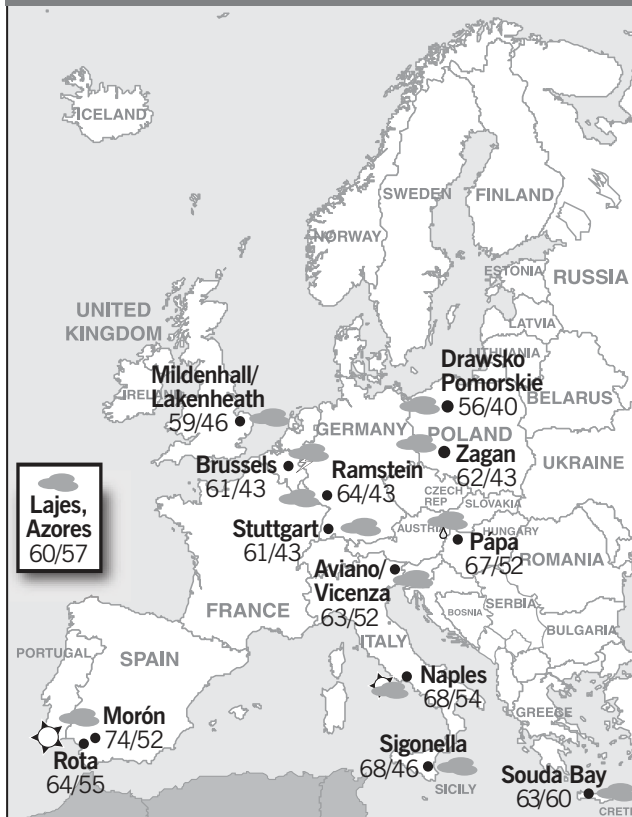 ICELAND
SWEDEN
FINLAND
NORWAY
ESTONIA
RUSSIA
UNITED
KINGDOM
LATVIA
LITHUANIA
Mildenhall/
Lakenheath
59/46
IRELAND
Drawsko
Pomorskie
56/40
BELARUS
GERMANY
POLAND
Zagan
62/43
Brussels
61/43
Ramstein
64/43
UKRAINE
CZECH
REP
SLOVAKIA
Lajes,
Azores
60/57
Stuttgart
61/43
AUSTRIA
HUNGARY
Pápa
67/52
ROMANIA
Aviano/
Vicenza
63/52
FRANCE
BOSNIA
SERBIA
ITALY
BULGARIA
PORTUGAL
SPAIN
Naples
68/54
Morón
74/52
GREECE
Rota
64/55
Sigonella
68/46
SICILY
Souda Bay
63/60
CRETE